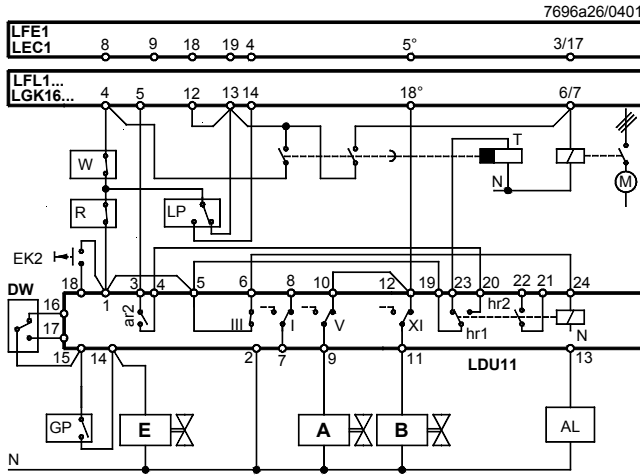 7696a26/0401
LFE1
LEC1
8 9 18 19 4 5° 3/17
LFL1...
LGK16...
4 5 12 13 14 18° 6/7
T
W
N
M
R
LP
EK2
18 1 3 4 5 6 8 10 12 19 23 20 22 21 24
DW
16
ar2
hr2
III I V XI
hr1
N
17
15 14 2 7 9 11 LDU11 13
GP
E
A
B
AL
N